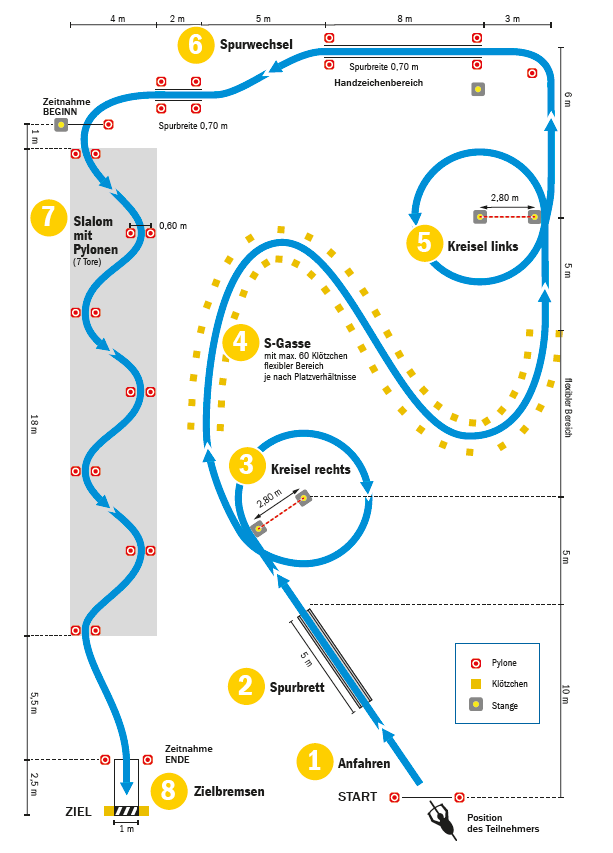 4 m
2 m
5 m
8 m
3 m
6
Spurwechsel
Spurbreite 0,70 m
Handzeichenbereich
6 m
Zeitnahme
BEGINN
Spurbreite 0,70 m
1 m
7
Slalom
mit
Pylonen
(7 Tore)
0,60 m
2,80 m
5
Kreisel links
5 m
4
S-Gasse
mit max. 60 Klötzchen
flexibler Bereich
je nach Platzverhältnisse
flexibler Bereich
18 m
3
Kreisel rechts
2,80 m
5 m
5 m
2
Spurbrett
Pylone
Klötzchen
Stange
10 m
5,5 m
Zeitnahme
ENDE
1
Anfahren
2,5 m
8
Zielbremsen
START
ZIEL
1 m
Position
des Teilnehmers